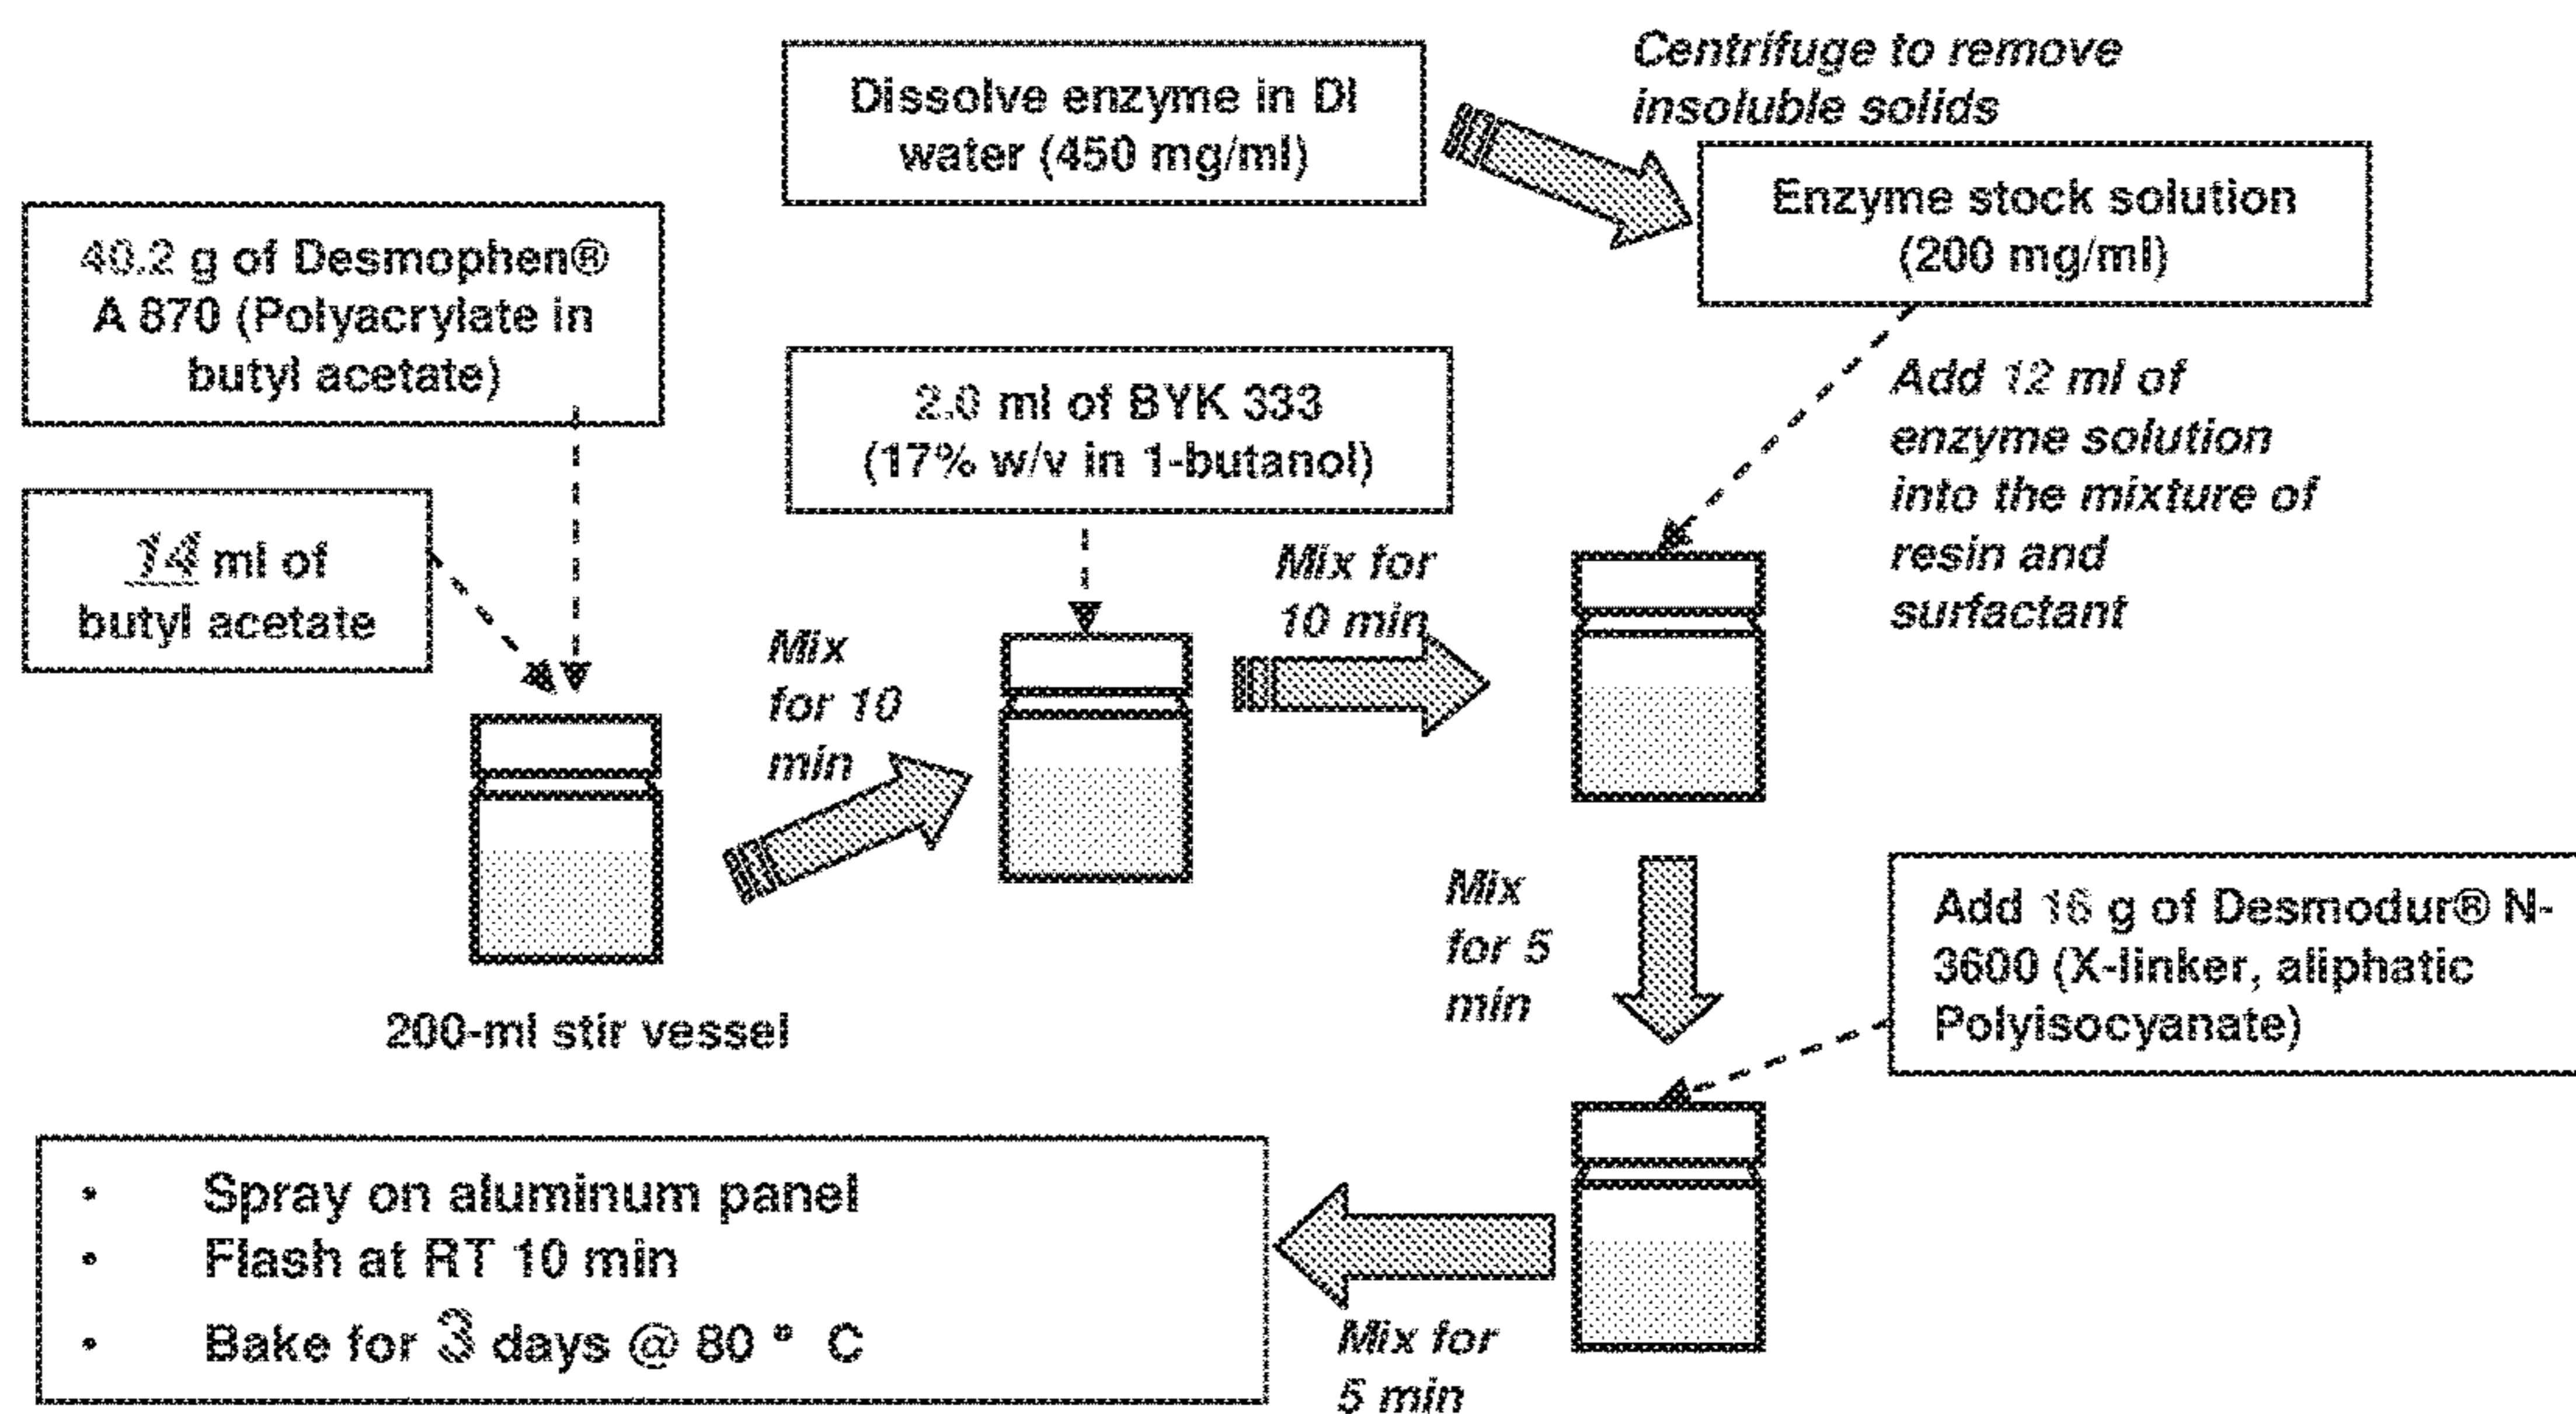 Dissolve enzyme in DI
water (450 mg/ml)
Centrifuge to remove
insoluble solids
Enzyme stock solution
(200 mg/ml)
40.2 g of Desmophen®
A 870 (Polyacrylate in
butyl acetate)
14 ml of
butyl acetate
2.0 ml of BYK 333
(17% w/v in 1-butanol)
Add 12 ml of
enzyme solution
into the mixture of
resin and
surfactant
Mix
for 10
min
Mix for
10 min
200-ml stir vessel
Mix
for 5
min
Add 16 g of Desmodur® N-
3600 (X-linker, aliphatic
Polyisocyanate)
• Spray on aluminum panel
• Flash at RT 10 min
• Bake for 3 days @ 80 ° C
Mix for
5 min